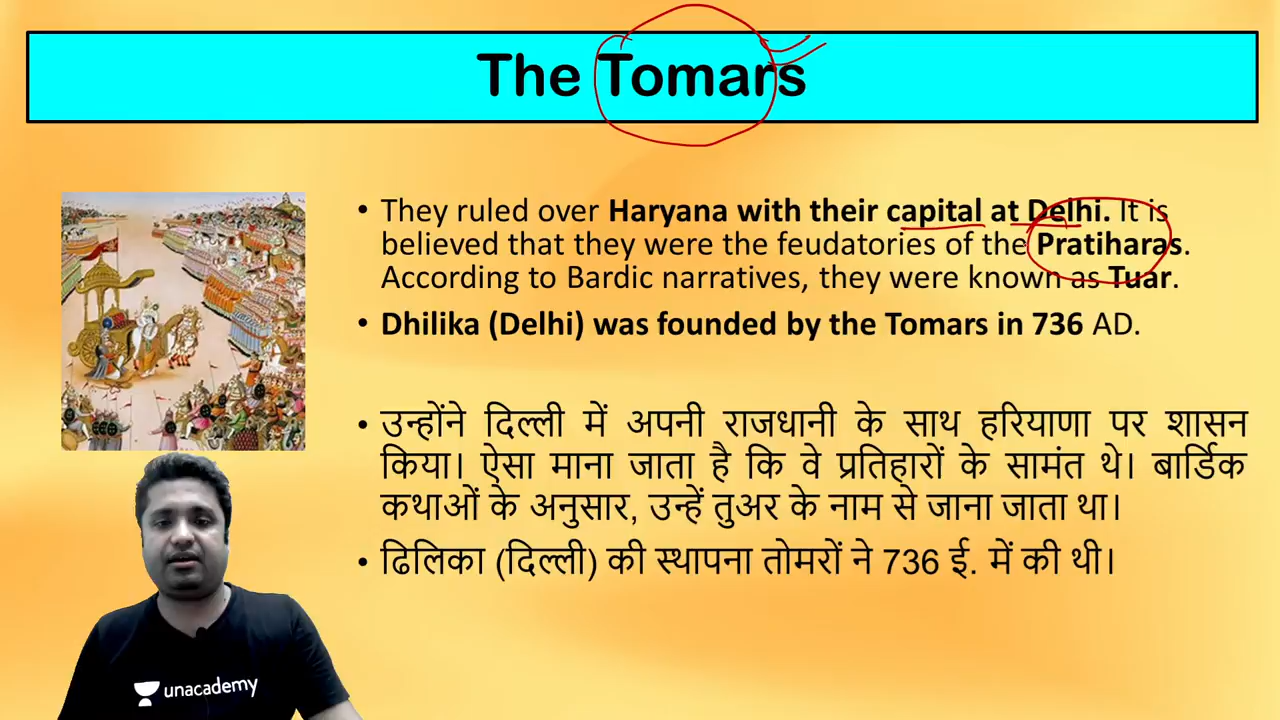 The Tomars
• They ruled over Haryana with their capital at Delhi. It is
believed that they were the feudatories of the Pratiharas.
According to Bardic narratives, they were known as Tuar.
• Dhilika (Delhi) was founded by the Tomars in 736 AD.
• उन्होंने दिल्ली में अपनी राजधानी के साथ हरियाणा पर शासन
किया। ऐसा माना जाता है कि वे प्रतिहारों के सामंत थे। बार्डिक
कथाओं के अनुसार, उन्हें तुअर के नाम से जाना जाता था।
• ढिलिका (दिल्ली) की स्थापना तोमरों ने 736 ई. में की थी।
unacademy